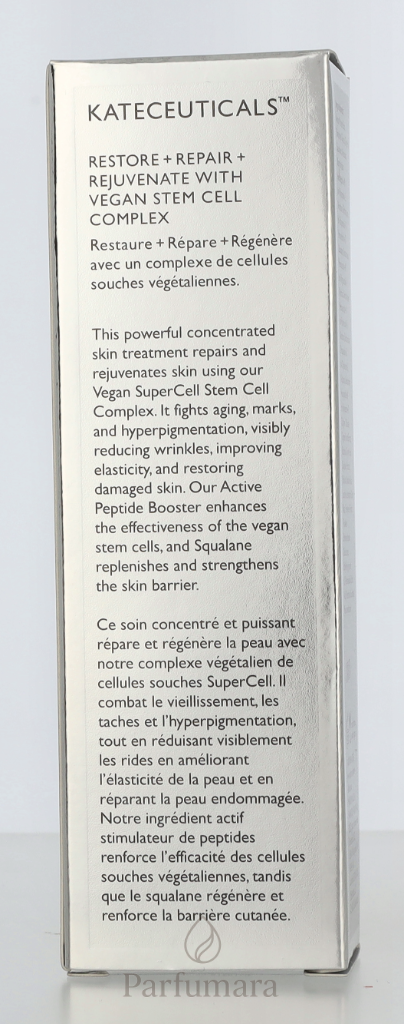 KATECEUTICALS™
RESTORE + REPAIR +
REJUVENATE WITH
VEGAN STEM CELL
COMPLEX
Restaure + Répare + Régénère
avec un complexe de cellules
souches végétaliennes.
This powerful concentrated
skin treatment repairs and
rejuvenates skin using our
Vegan SuperCell Stem Cell
Complex. It fights aging, marks,
and hyperpigmentation, visibly
reducing wrinkles, improving
elasticity, and restoring
damaged skin. Our Active
Peptide Booster enhances
the effectiveness of the vegan
stem cells, and Squalane
replenishes and strengthens
the skin barrier.
Ce soin concentré et puissant
répare et régénère la peau avec
notre complexe végétalien de
cellules souches SuperCell. Il
combat le vieillissement, les
taches et l'hyperpigmentation,
tout en réduisant visiblement
les rides en améliorant
l'élasticité de la peau et en
réparant la peau endommagée.
Notre ingrédient actif
stimulateur de peptides
renforce l'efficacité des cellules
souches végétaliennes, tandis
que le squalane régénère et
renforce la barrière cutanée.
Parfumara